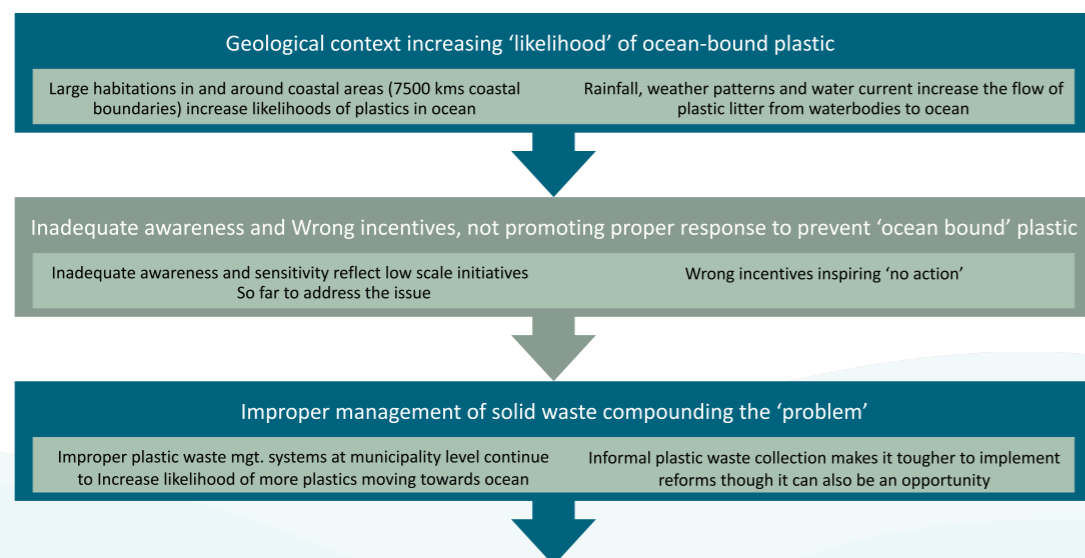 Geological context increasing ‘likelihood’ of ocean-bound plastic
Large habitations in and around coastal areas (7500 kms coastal
boundaries) increase likelihoods of plastics in ocean
Rainfall, weather patterns and water current increase the flow of
plastic litter from waterbodies to ocean
Inadequate awareness and Wrong incentives, not promoting proper response to prevent ‘ocean bound’ plastic
Inadequate awareness and sensitivity reflect low scale initiatives
So far to address the issue
Wrong incentives inspiring ‘no action’
Improper management of solid waste compounding the ‘problem’
Improper plastic waste mgt. systems at municipality level continue
to Increase likelihood of more plastics moving towards ocean
Informal plastic waste collection makes it tougher to implement
reforms though it can also be an opportunity